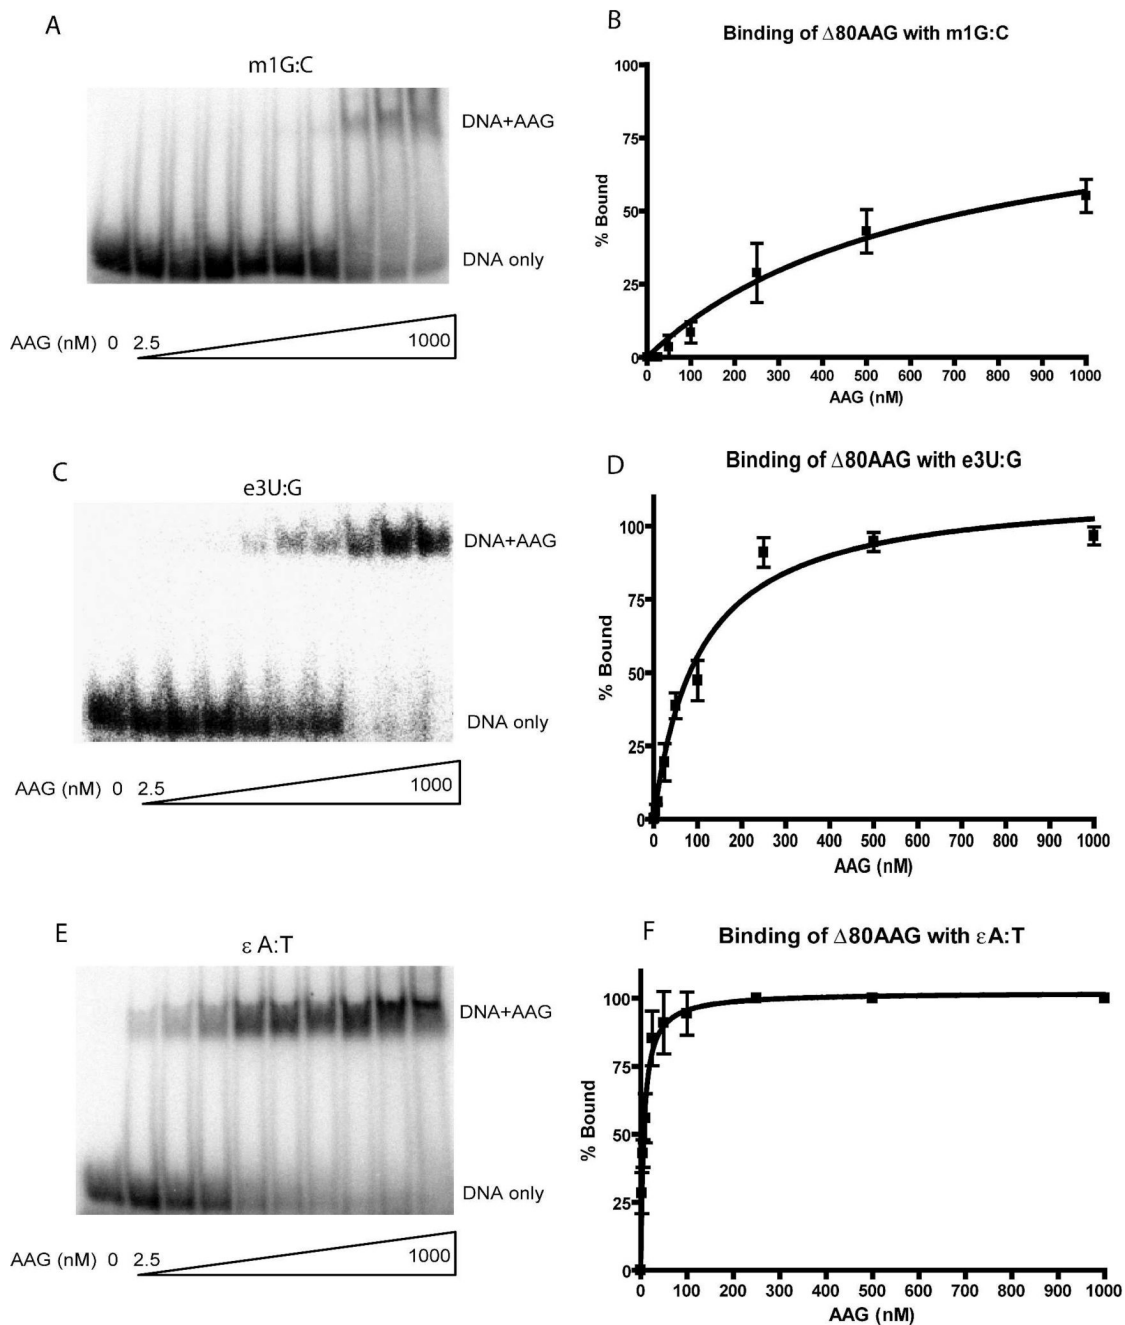 A
m1G:C
DNA+AAG
DNA only
AAG (nM) 0 2.5 1000
B
Binding of Δ80AAG with m1G:C
% Bound
100
75
50
25
0
0 100 200 300 400 500 600 700 800 900 1000
AAG (nM)
C
e3U:G
DNA+AAG
DNA only
AAG (nM) 0 2.5 1000
D
Binding of Δ80AAG with e3U:G
% Bound
100
75
50
25
0
0 100 200 300 400 500 600 700 800 900 1000
AAG (nM)
E
ε A:T
DNA+AAG
DNA only
AAG (nM) 0 2.5 1000
F
Binding of Δ80AAG with εA:T
% Bound
100
75
50
25
0
0 100 200 300 400 500 600 700 800 900 1000
AAG (nM)